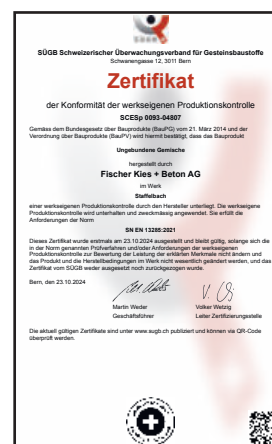 SÜGB Schweizerischer Überwachungsverband für Gesteinsbaustoffe
Schwanengasse 12, 3011 Bern
Zertifikat
der Konformität der werkseigenen Produktionskontrolle
SCESp 0093-04807
Gemäss dem Bundesgesetz über Bauprodukte (BauPG) vom 21. März 2014 und der
Verordnung über Bauprodukte (BauPV) wird hiermit bestätigt, dass das Bauprodukt
Ungebundene Gemische
hergestellt durch
Fischer Kies + Beton AG
im Werk
Staffelbach
einer werkseigenen Produktionskontrolle durch den Hersteller unterliegt. Die werkseigene
Produktionskontrolle wird unterhalten und zweckmässig angewendet. Sie erfüllt die
Anforderungen der Norm
SN EN 13285:2021
Dieses Zertifikat wurde erstmals am 23.10.2024 ausgestellt und bleibt gültig, solange sich die
in der Norm genannten Prüfverfahren und/oder Anforderungen der werkseigenen
Produktionskontrolle zur Bewertung der Leistung der erklärten Merkmale nicht ändern und
das Produkt und die Herstellbedingungen im Werk nicht wesentlich geändert werden, und das
Zertifikat vom SÜGB weder ausgesetzt noch zurückgezogen wurde.
Bern, den 23.10.2024
Martin Weder
Geschäftsführer
Volker Wetzig
Leiter Zertifizierungsstelle
Die aktuell gültigen Zertifikate sind unter www.sugb.ch publiziert und können via QR-Code
überprüft werden.